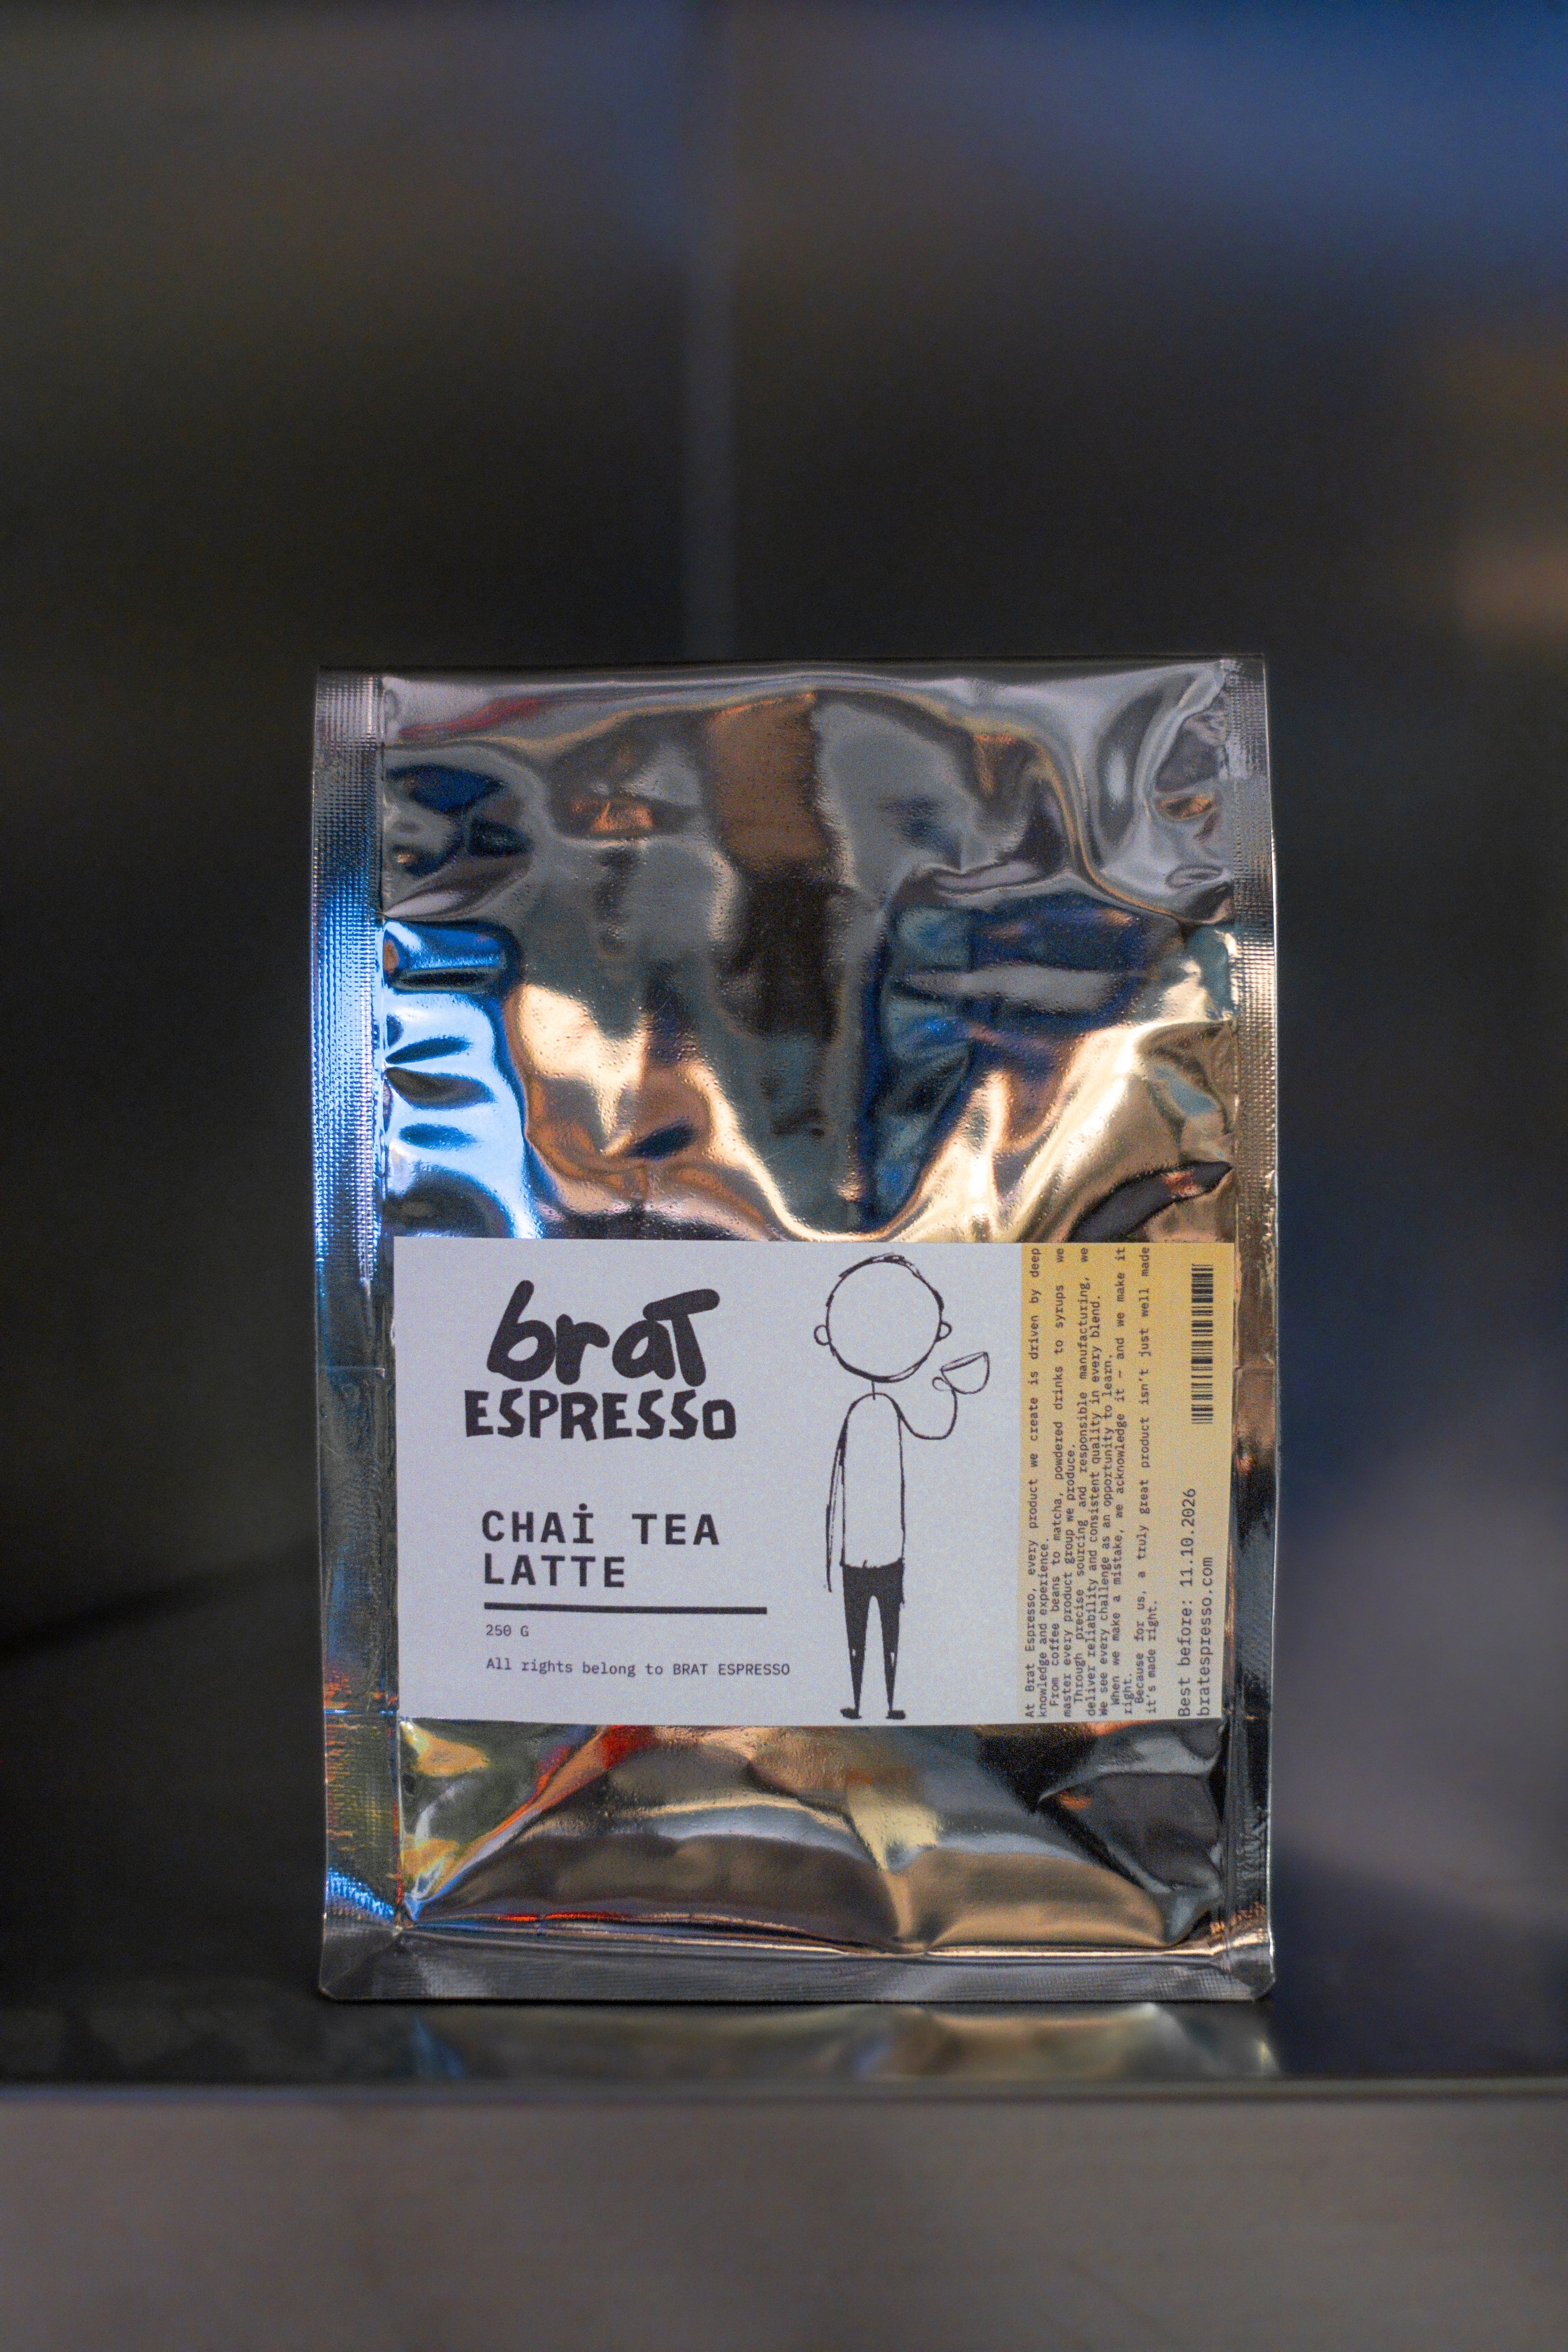 braT
ESPRESSO
CHAİ TEA
LATTE
250 G
All rights belong to BRAT ESPRESSO
At Brat Espresso, every product we create is driven by deep
knowledge and experience.
From coffee beans to matcha, powdered drinks to syrups we
master every product group we produce.
Through precise sourcing and responsible manufacturing, we
deliver reliability and consistent quality in every blend.
We see every challenge as an opportunity to learn.
When we make a mistake, we acknowledge it — and we make it
right.
Because for us, a truly great product isn't just well made
it's made right.
Best before: 11.10.2026
bratespresso.com